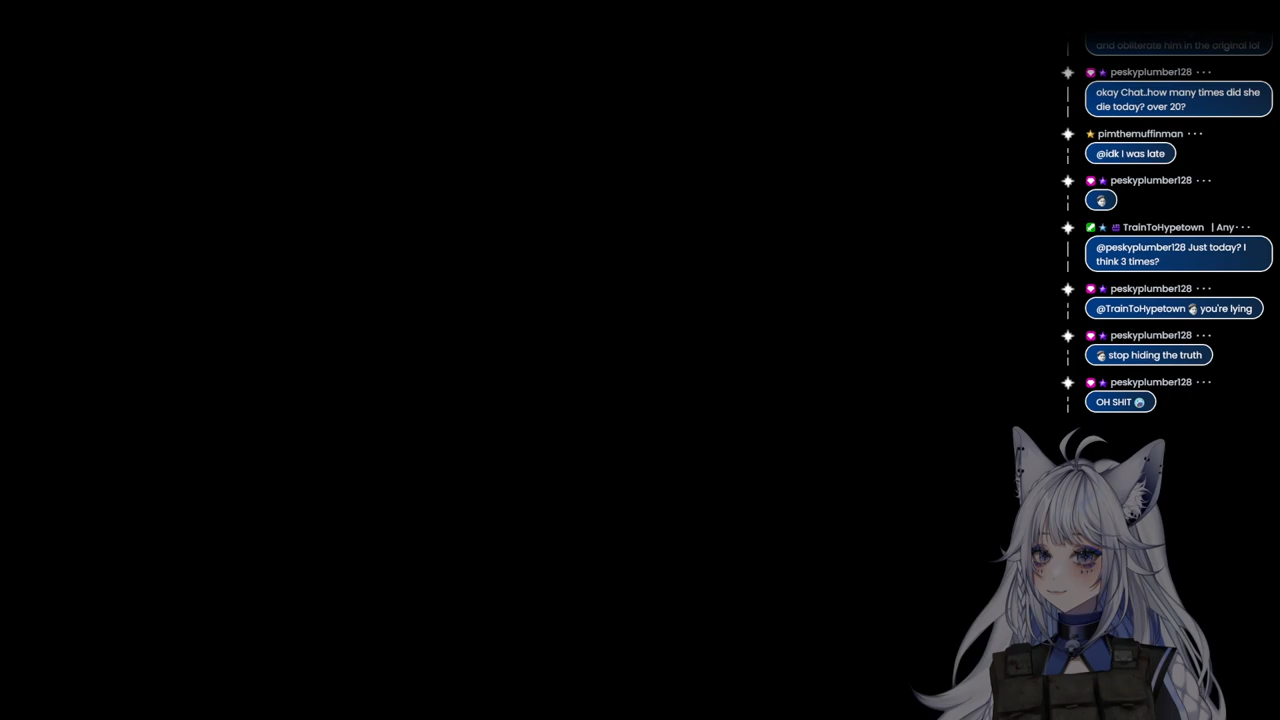 and obliterate him in the original lol
peskyplumber128 ···
okay Chat..how many times did she
die today? over 20?
pimthemuffinman ···
@idk I was late
peskyplumber128 ···
TrainToHypetown | Any···
@peskyplumber128 Just today? I
think 3 times?
peskyplumber128 ···
@TrainToHypetown you're lying
peskyplumber128 ···
stop hiding the truth
peskyplumber128 ···
OH SHIT